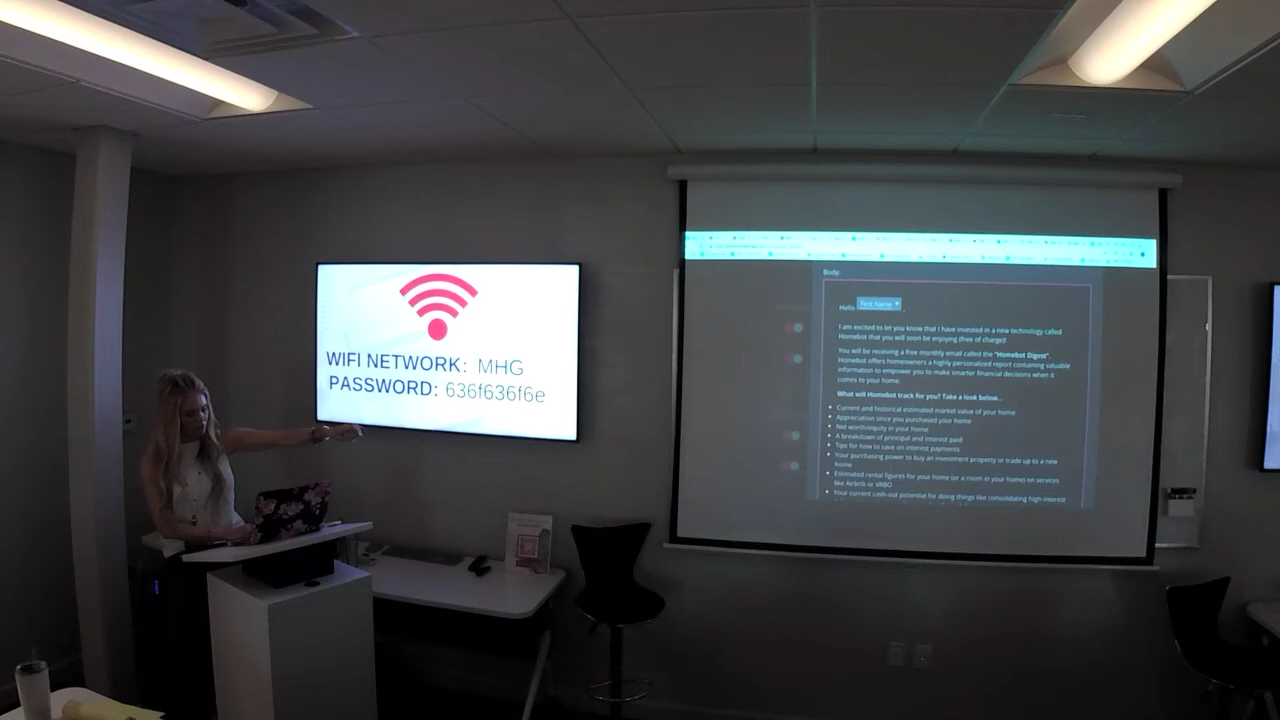 WIFI NETWORK: MHG
PASSWORD: 636f636f6e
Body:
Hello First Name ,
I am excited to let you know that I have invested in a new technology called
Homebot that you will soon be enjoying (free of charge)!
You will be receiving a free monthly email called the "Homebot Digest".
Homebot offers homeowners a highly personalized report containing valuable
information to empower you to make smarter financial decisions when it
comes to your home.
What will Homebot track for you? Take a look below...
Current and historical estimated market value of your home
Appreciation since you purchased your home
Net worth/equity in your home
A breakdown of principal and interest paid
Tips for how to save on interest payments
Your purchasing power to buy an investment property or trade up to a new
home
Estimated rental figures for your home (or a room in your home) on services
like Airbnb or VRBO
Your current cash-out potential for doing things like consolidating high interest